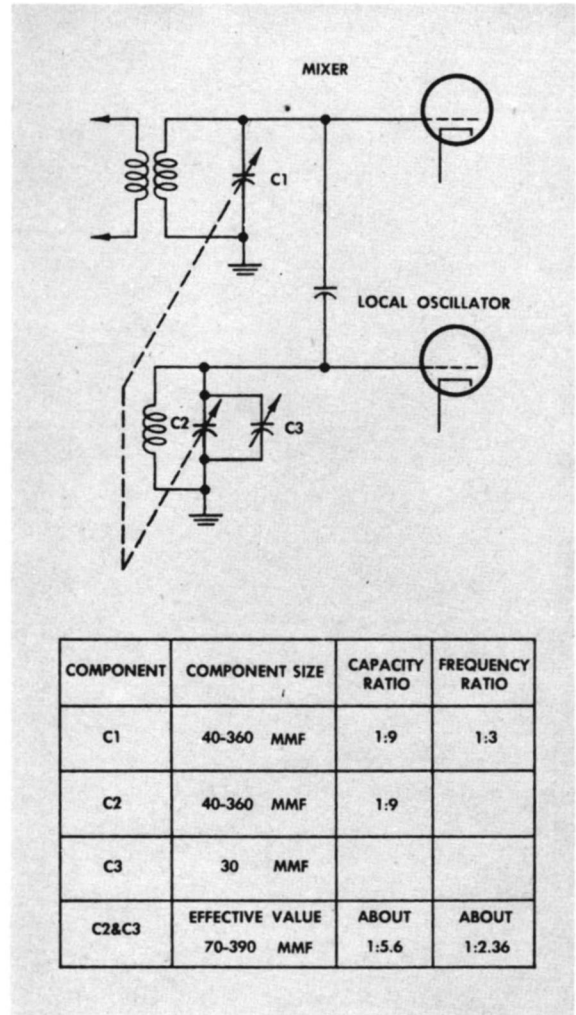 MIXER
C1
LOCAL OSCILLATOR
C2
C3
COMPONENT COMPONENT SIZE CAPACITY RATIO FREQUENCY RATIO
C1 40-360 MMF 1:9 1:3
C2 40-360 MMF 1:9
C3 30 MMF
C2&C3 EFFECTIVE VALUE 70-390 MMF ABOUT 1:5.6 ABOUT 1:2.36